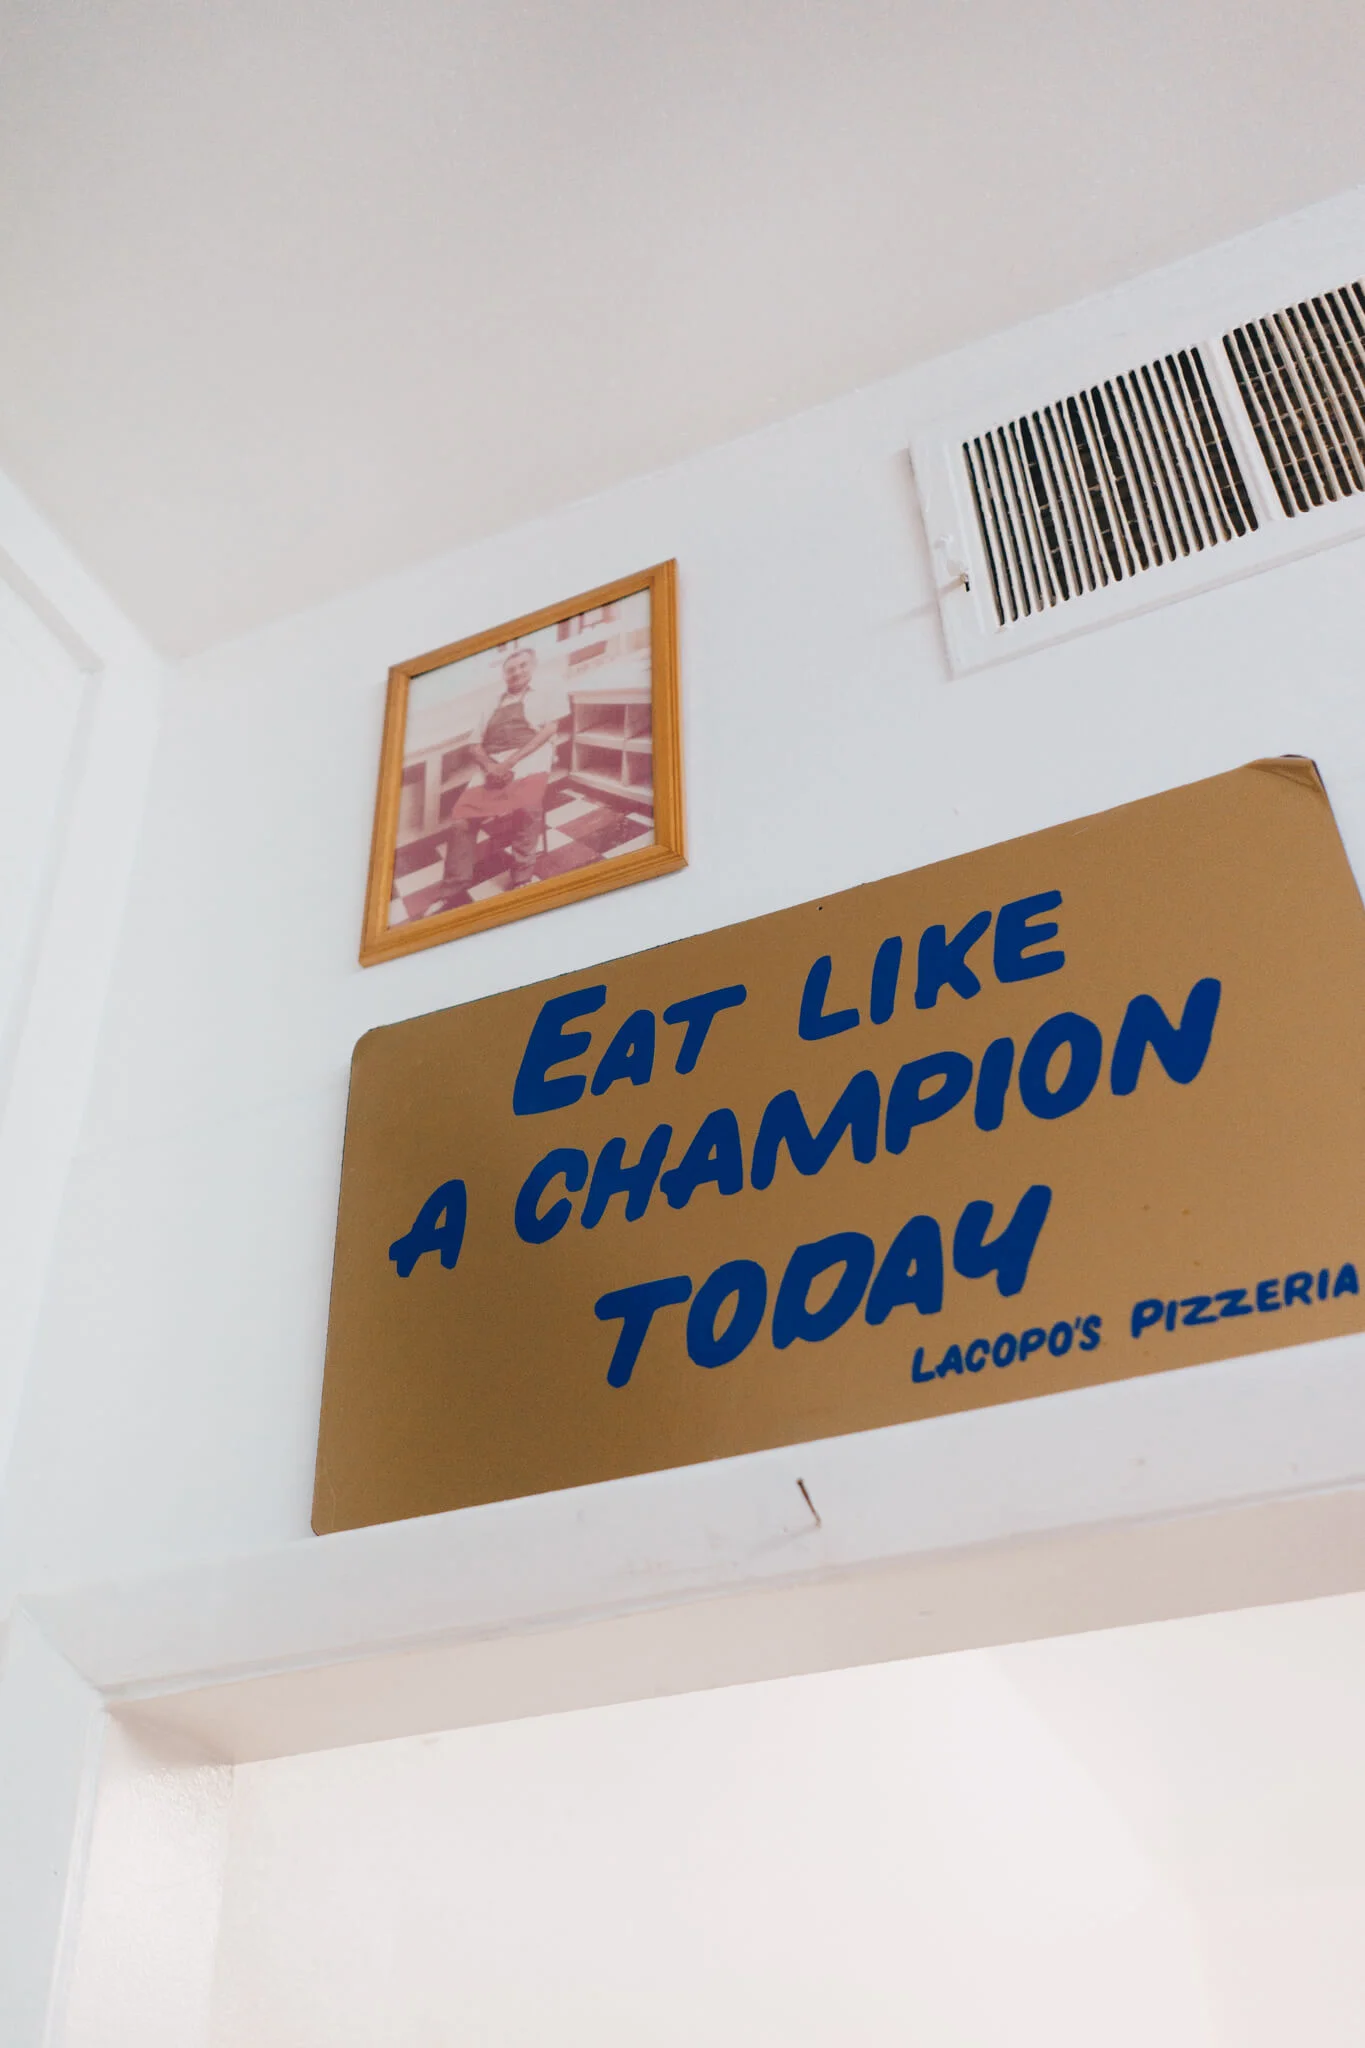 EAT LIKE
A CHAMPION
TODAY
LACOPO'S PIZZERIA